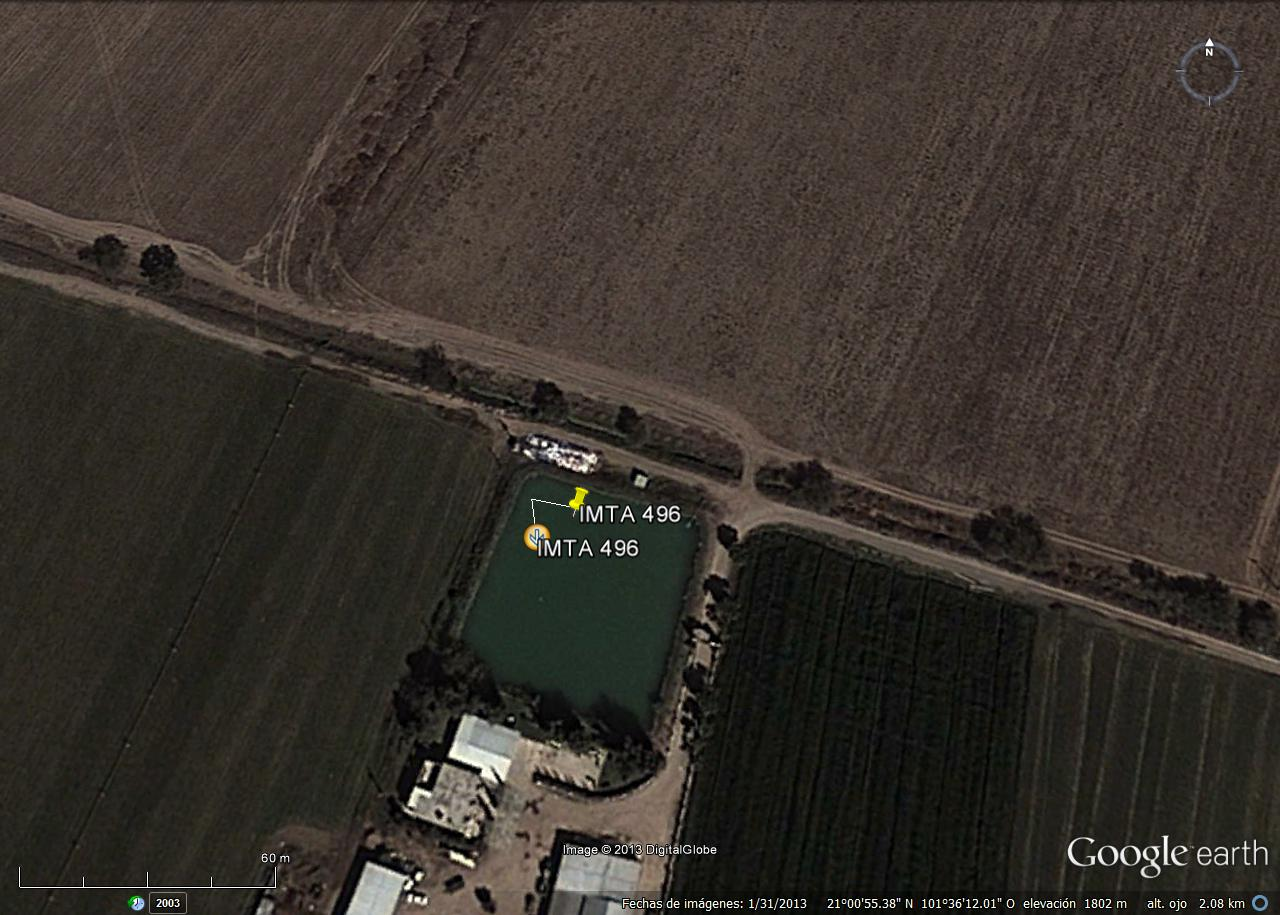 N
IMTA 496
IMTA 496
60 m
Image © 2013 DigitalGlobe
Google earth
2003
Fechas de imágenes: 1/31/2013 21°00'55.38" N 101°36'12.01" O elevación 1802 m alt. ojo 2.08 km